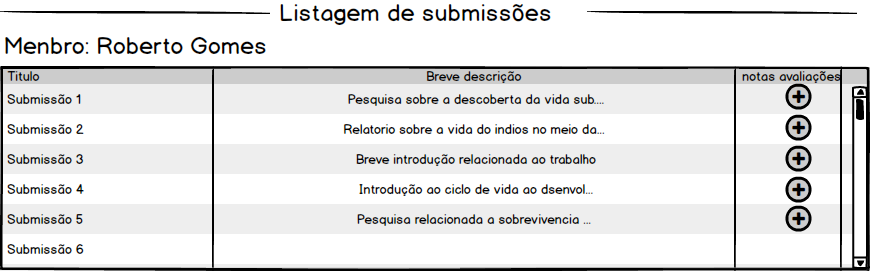 Listagem de submissões
Menbro: Roberto Gomes
Titulo Breve descrição notas avaliações
Submissão 1 Pesquisa sobre a descoberta da vida sub....
Submissão 2 Relatorio sobre a vida do indios no meio da...
Submissão 3 Breve introdução relacionada ao trabalho
Submissão 4 Introdução ao ciclo de vida ao dsenvol...
Submissão 5 Pesquisa relacionada a sobrevivencia ...
Submissão 6